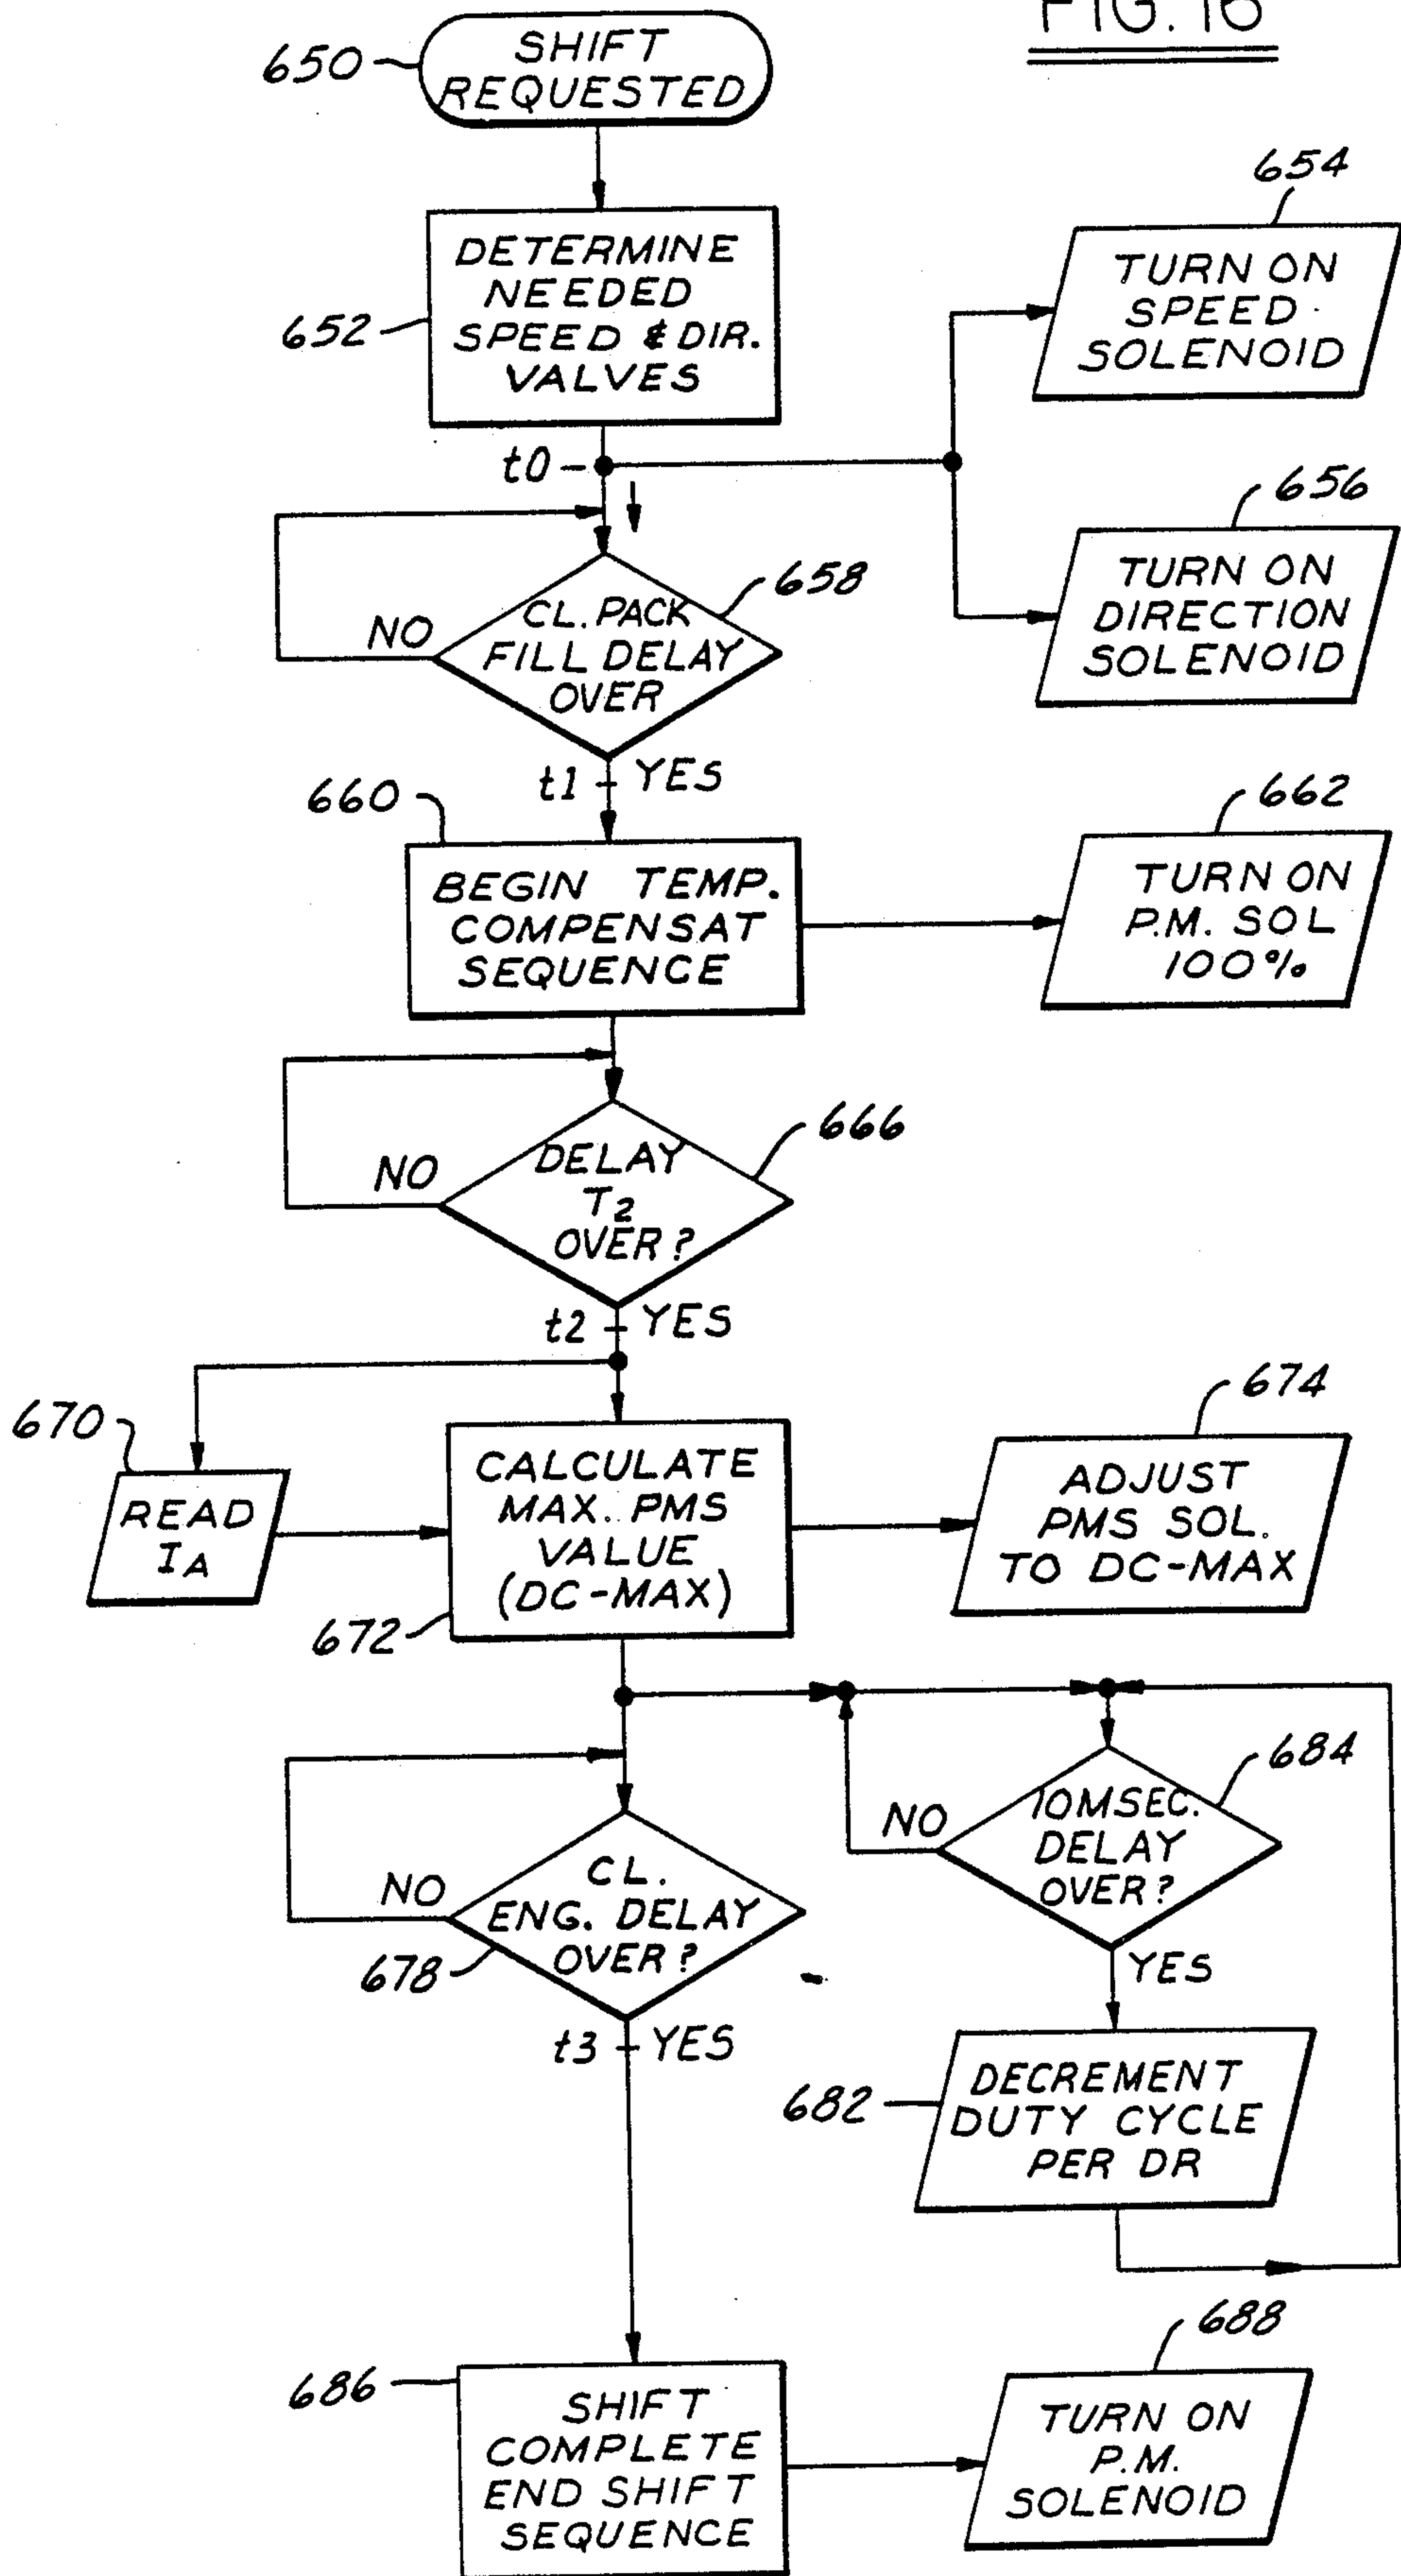 FIG. 16
650
SHIFT
REQUESTED
652
DETERMINE
NEEDED
SPEED & DIR.
VALVES
654
TURN ON
SPEED
SOLENOID
t0
656
TURN ON
DIRECTION
SOLENOID
658
CL. PACK
FILL DELAY
OVER
NO
t1
YES
660
BEGIN TEMP.
COMPENSAT
SEQUENCE
662
TURN ON
P.M. SOL
100%
666
DELAY
T2
OVER?
NO
t2
YES
670
READ
IA
CALCULATE
MAX. PMS
VALUE
(DC-MAX)
672
674
ADJUST
PMS SOL.
TO DC-MAX
684
10MSEC.
DELAY
OVER?
NO
YES
CL.
ENG. DELAY
OVER?
NO
678
t3
YES
682
DECREMENT
DUTY CYCLE
PER DR
686
SHIFT
COMPLETE
END SHIFT
SEQUENCE
688
TURN ON
P.M.
SOLENOID